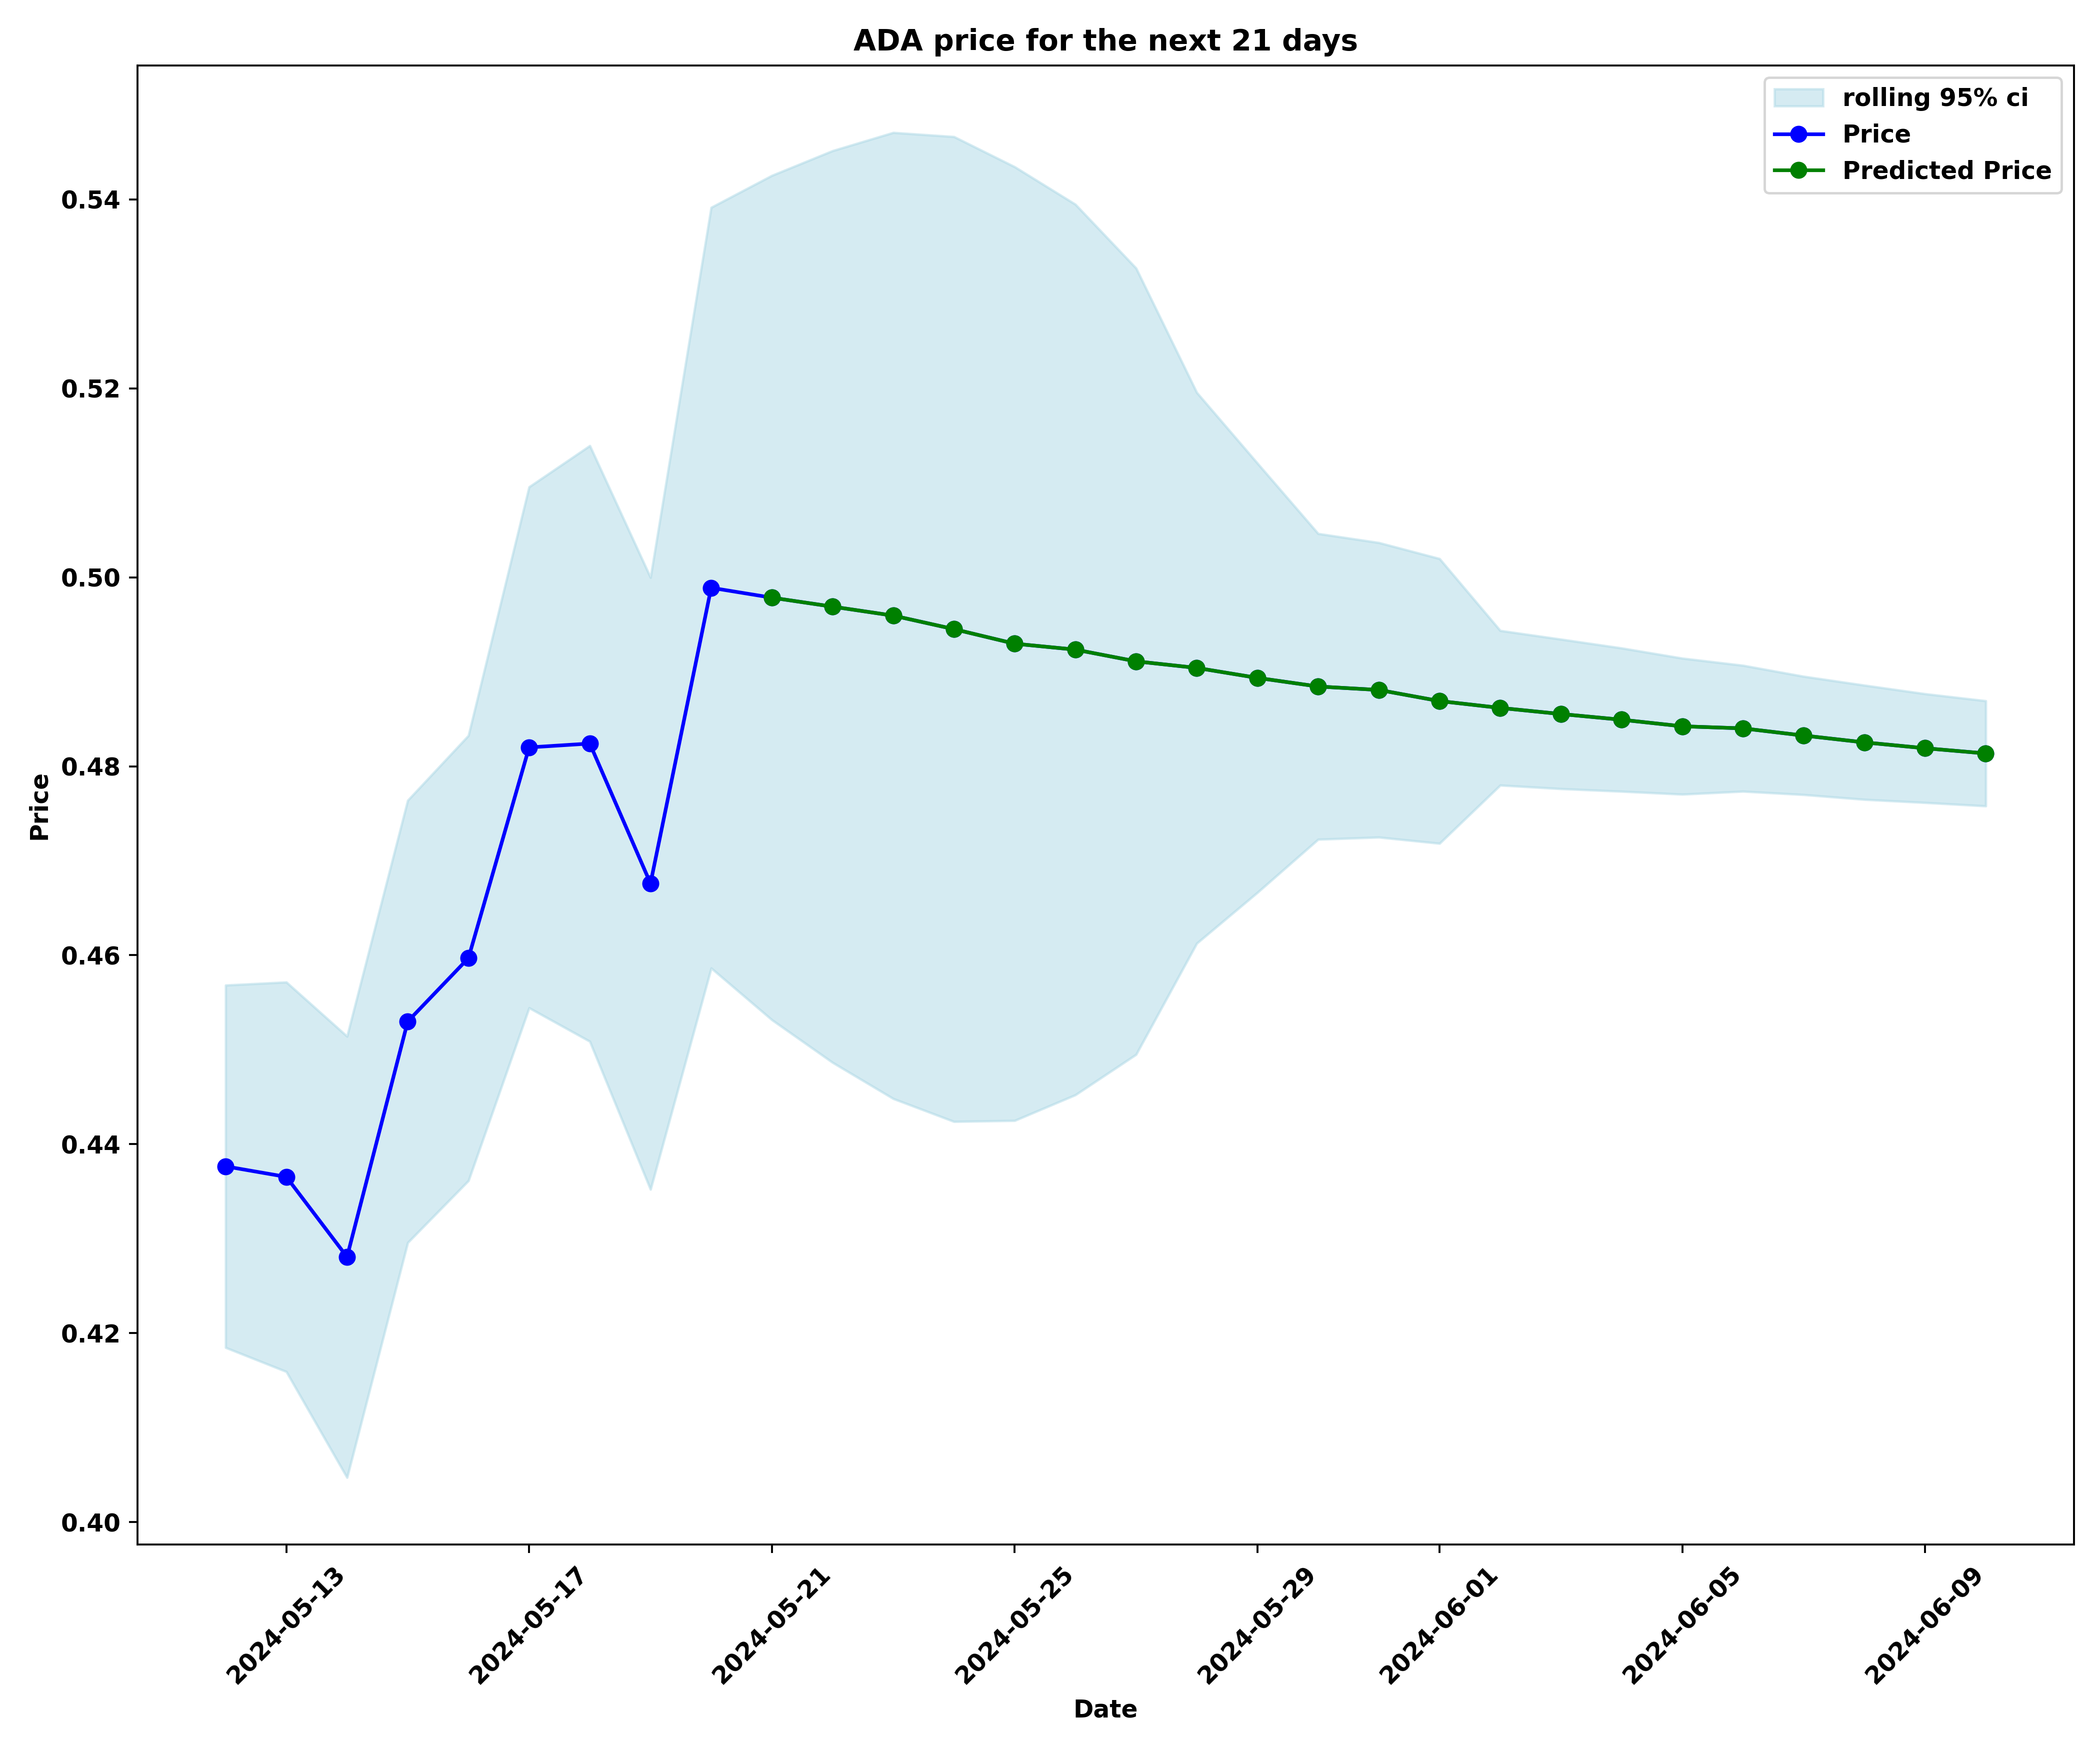 ADA price for the next 21 days
rolling 95% ci
Price
Predicted Price
0.54
0.52
0.50
0.48
0.46
0.44
0.42
0.40
Price
2024-05-13
2024-05-17
2024-05-21
2024-05-25
2024-05-29
2024-06-01
2024-06-05
2024-06-09
Date